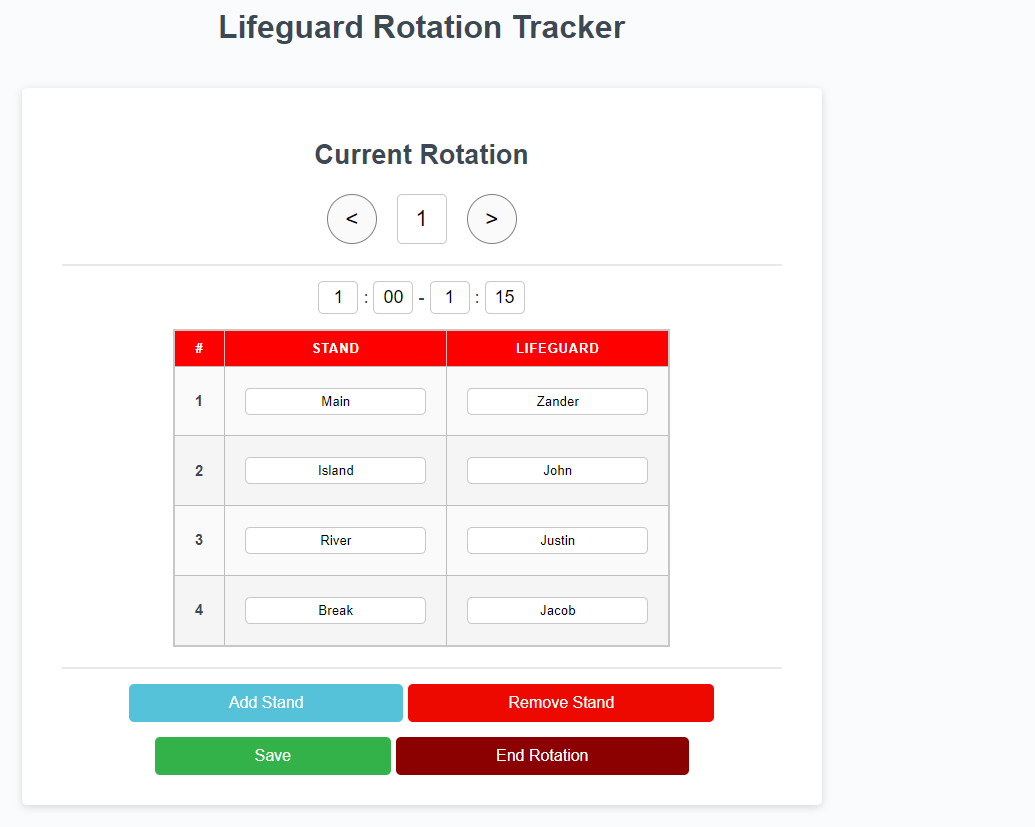 Lifeguard Rotation Tracker
Current Rotation
< 1 >
1 : 00 - 1 : 15
# STAND LIFEGUARD
1 Main Zander
2 Island John
3 River Justin
4 Break Jacob
Add Stand Remove Stand
Save End Rotation